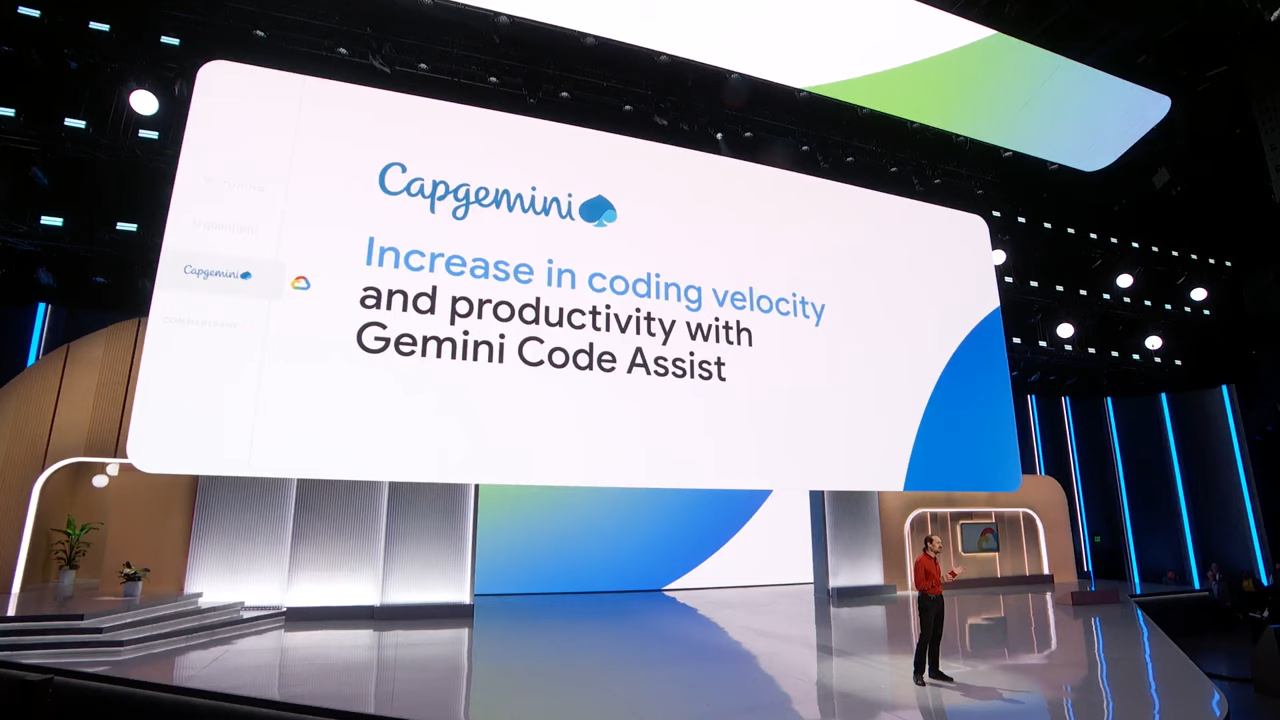 Capgemini
Increase in coding velocity
and productivity with
Gemini Code Assist
Capgemini